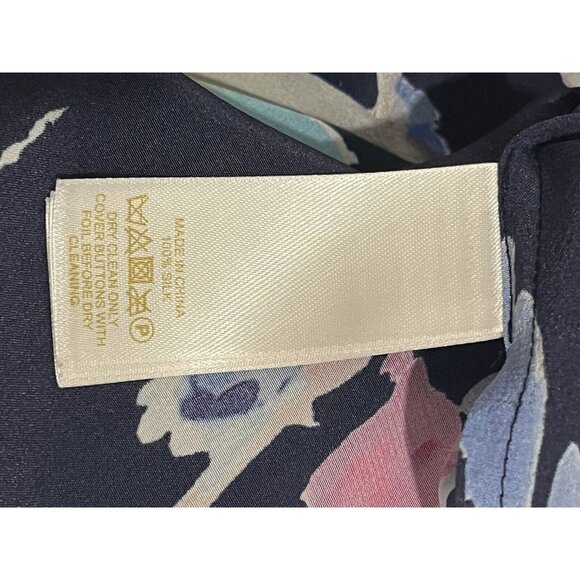 MADE IN CHINA
100% SILK
P
DRY CLEAN ONLY
COVER BUTTONS WITH
FOIL BEFORE DRY
CLEANING